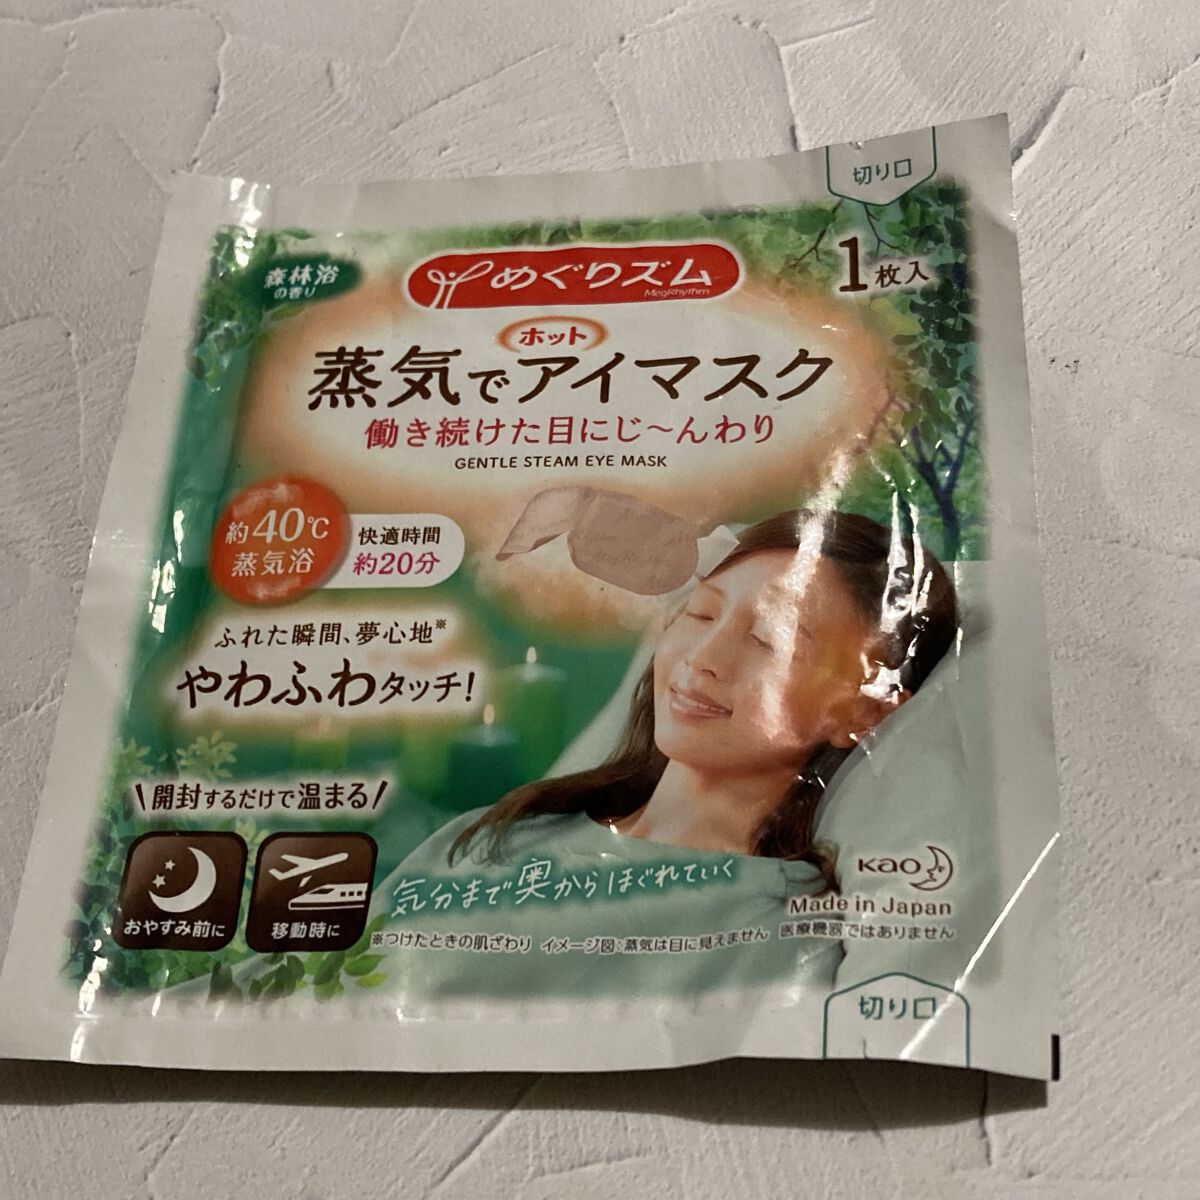 切り口
森林浴
の香り
めぐりズム
MegRhythm
1枚入
ホット
蒸気でアイマスク
働き続けた目にじ〜んわり
GENTLE STEAM EYE MASK
約40℃
蒸気浴
快適時間
約20分
ふれた瞬間、夢心地※
やわふわタッチ!
\開封するだけで温まる/
おやすみ前に
移動時に
気分まで奥からほぐれていく
Kao
Made in Japan
※つけたときの肌ざわり イメージ図:蒸気は目に見えません 医療機器ではありません
切り口